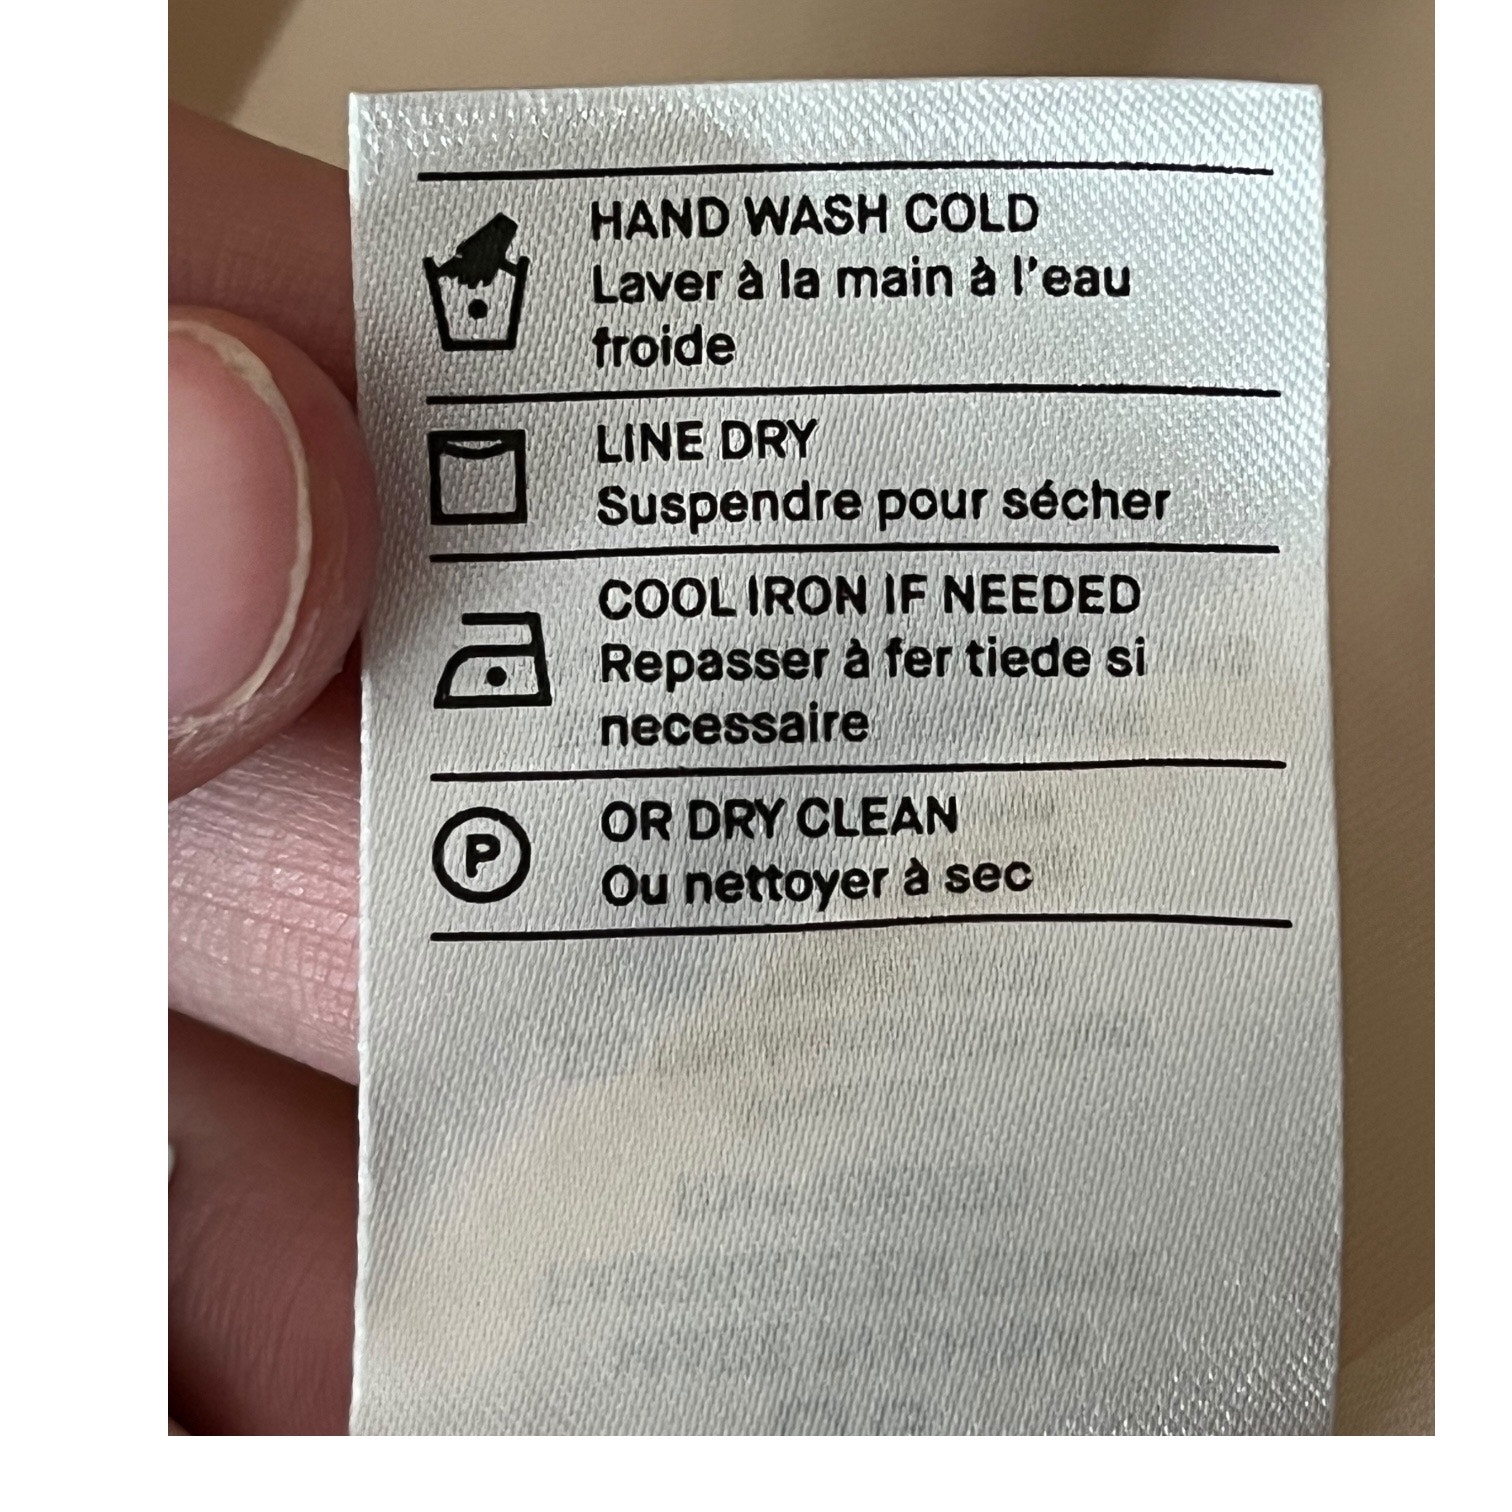 HAND WASH COLD
Laver à la main à l'eau
froide
LINE DRY
Suspendre pour sécher
COOL IRON IF NEEDED
Repasser à fer tiede si
necessaire
P
OR DRY CLEAN
Ou nettoyer à sec